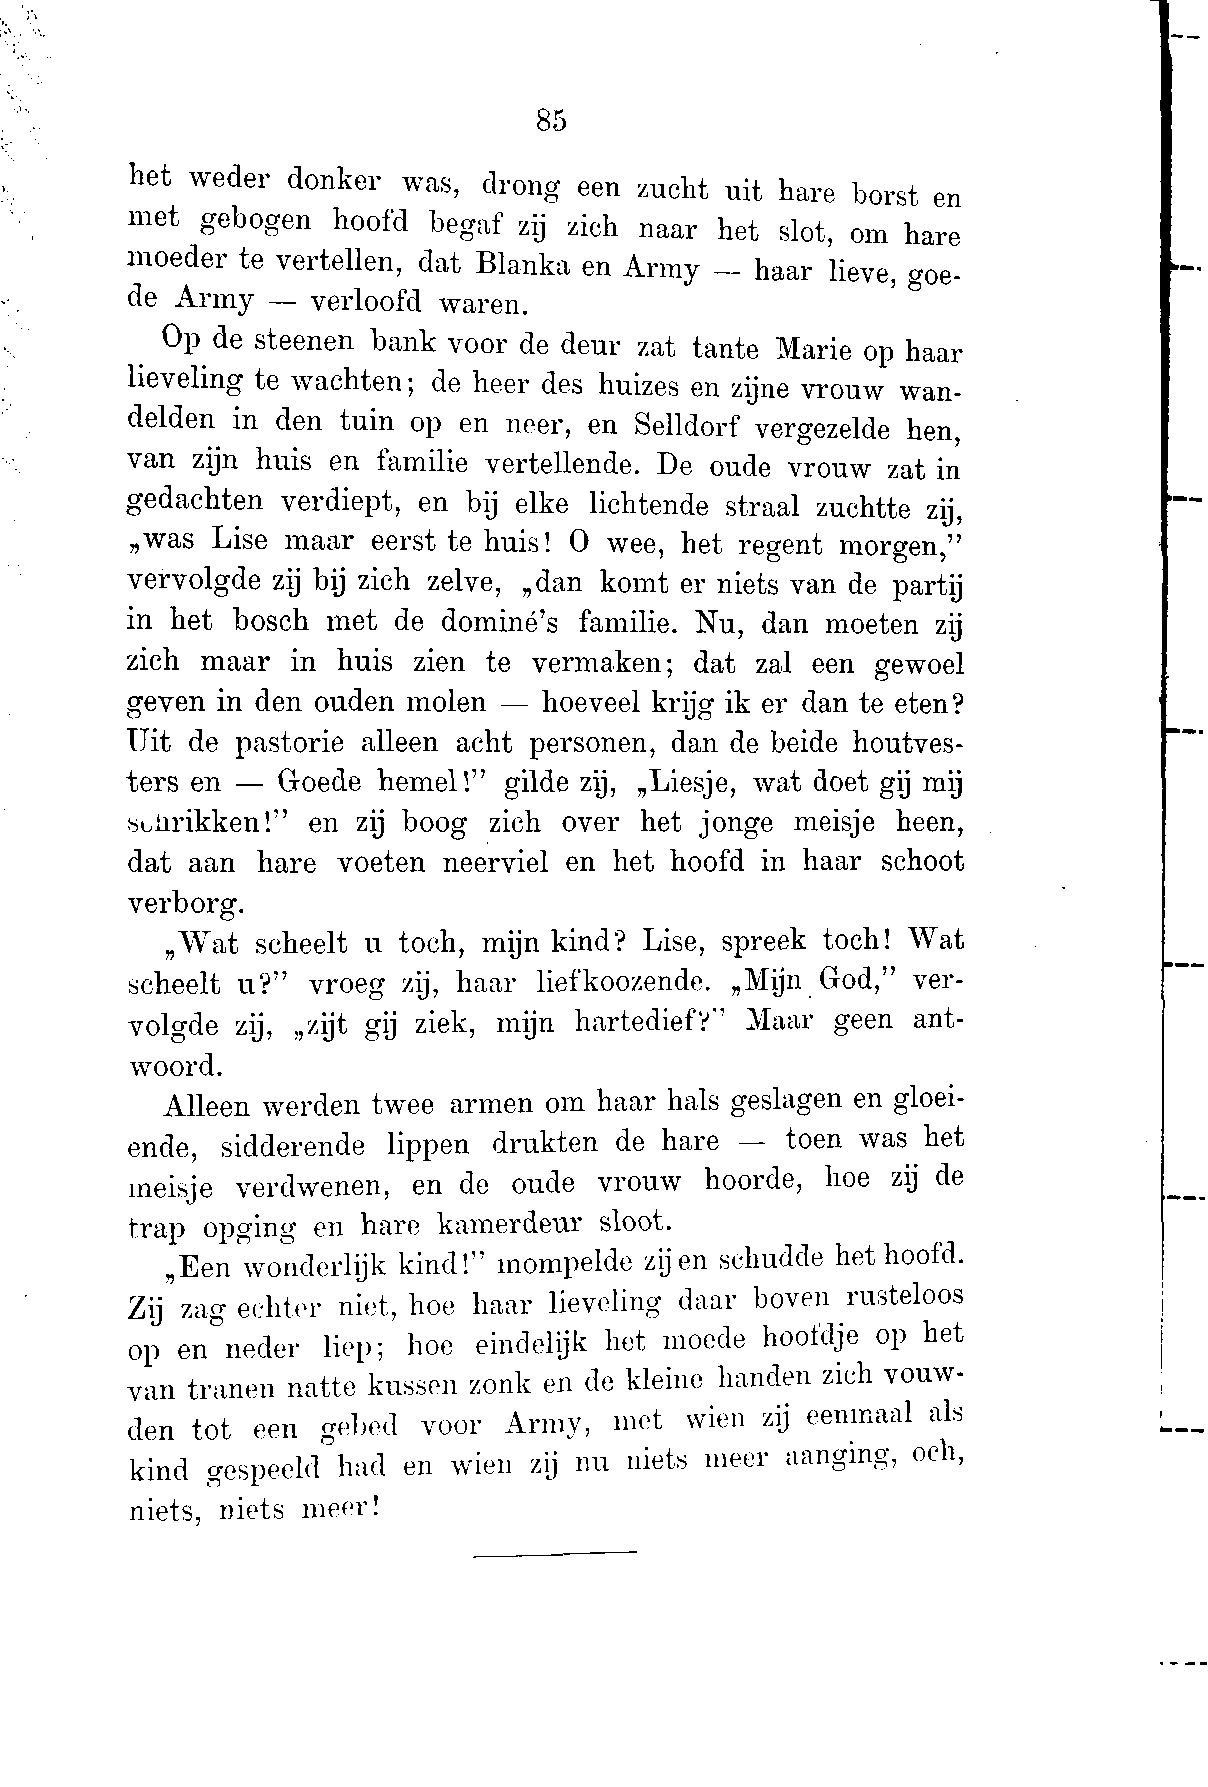 85
het weder donker was, drong een zucht uit hare borst en
met gebogen hoofd begaf zij zich naar het slot, om hare
moeder te vertellen, dat Blanka en Army — haar lieve, goe-
de Army — verloofd waren.
Op de steenen bank voor de deur zat tante Marie op haar
lieveling te wachten; de heer des huizes en zijne vrouw wan-
delden in den tuin op en neer, en Selldorf vergezelde hen,
van zijn huis en familie vertellende. De oude vrouw zat in
gedachten verdiept, en bij elke lichtende straal zuchtte zij,
„was Lise maar eerst te huis! O wee, het regent morgen,”
vervolgde zij bij zich zelve, „dan komt er niets van de partij
in het bosch met de dominé’s familie. Nu, dan moeten zij
zich maar in huis zien te vermaken; dat zal een gewoel
geven in den ouden molen — hoeveel krijg ik er dan te eten?
Uit de pastorie alleen acht personen, dan de beide houtves-
ters en — Goede hemel!” gilde zij, „Liesje, wat doet gij mij
schrikken!” en zij boog zich over het jonge meisje heen,
dat aan hare voeten neerviel en het hoofd in haar schoot
verborg.
„Wat scheelt u toch, mijn kind? Lise, spreek toch! Wat
scheelt u?” vroeg zij, haar liefkoozende. „Mijn God,” ver-
volgde zij, „zijt gij ziek, mijn hartedief?” Maar geen ant-
woord.
Alleen werden twee armen om haar hals geslagen en gloei-
ende, sidderende lippen drukten de hare — toen was het
meisje verdwenen, en de oude vrouw hoorde, hoe zij de
trap opging en hare kamerdeur sloot.
„Een wonderlijk kind!” mompelde zij en schudde het hoofd.
Zij zag echter niet, hoe haar lieveling daar boven rusteloos
op en neder liep; hoe eindelijk het moede hoofdje op het
van tranen natte kussen zonk en de kleine handen zich vouw-
den tot een gebed voor Army, met wien zij eenmaal als
kind gespeeld had en wien zij nu niets meer aanging, och,
niets, niets meer!